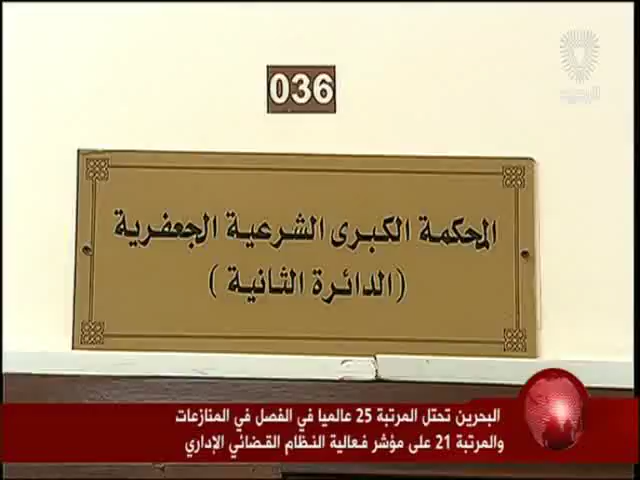 البحرين
036
المحكمة الكبرى الشرعية الجعفرية
(الدائرة الثانية)
البحرين تحتل المرتبة 25 عالميا في الفصل في المنازعات
والمرتبة 21 على مؤشر فعالية النظام القضائي الإداري